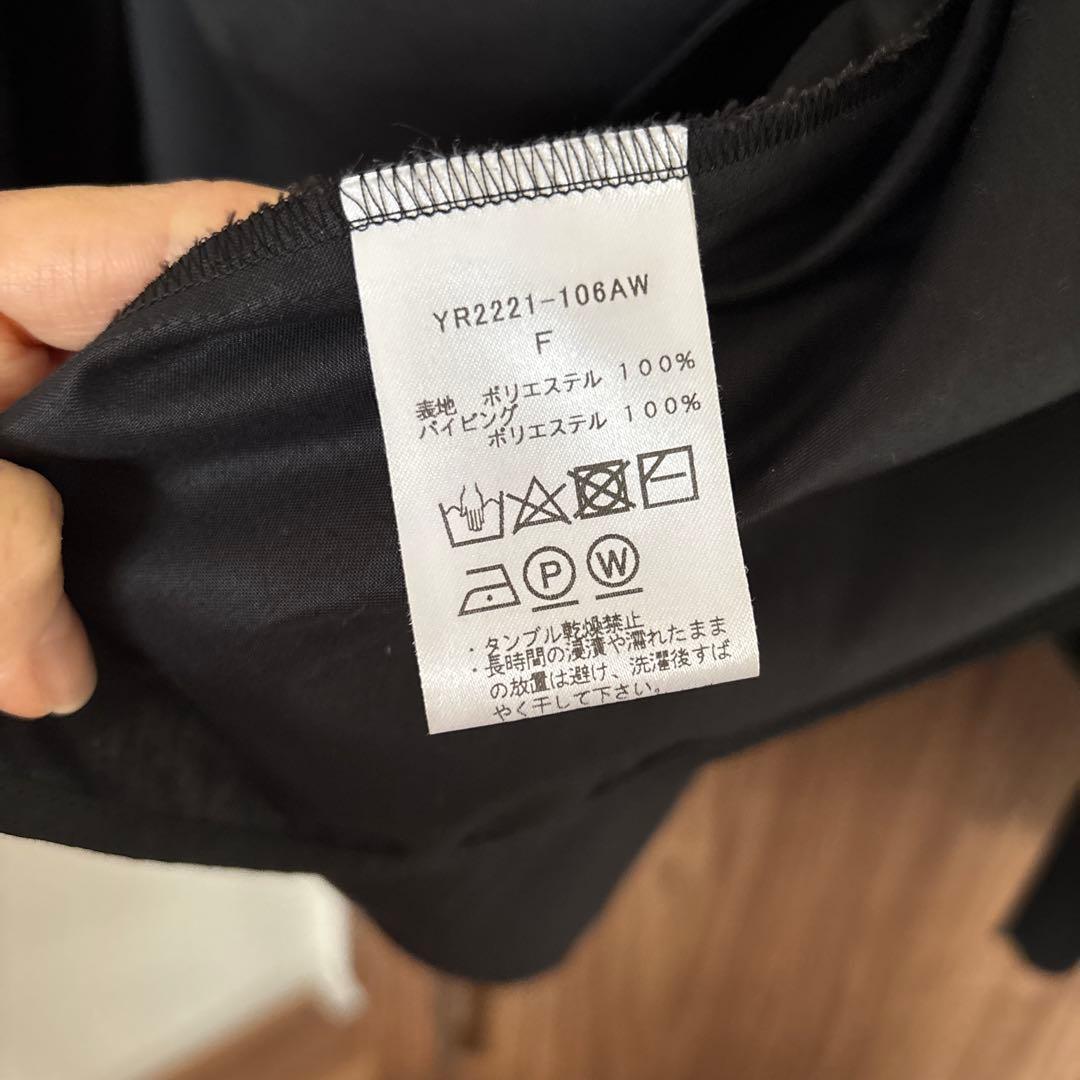 YR2221-106AW
F
表地 ポリエステル 100%
パイピング
ポリエステル 100%
P W
・タンブル乾燥禁止
・長時間の浸漬や濡れたまま
の放置は避け、洗濯後すば
やく干して下さい。